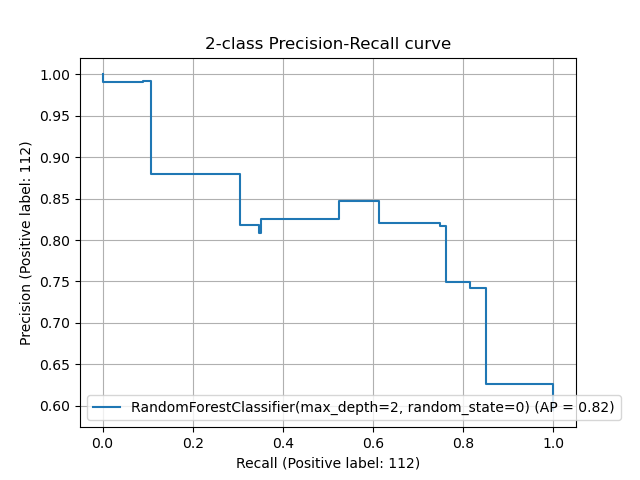 2-class Precision-Recall curve
1.00
0.95
0.90
0.85
0.80
0.75
0.70
0.65
0.60
Precision (Positive label: 112)
RandomForestClassifier(max_depth=2, random_state=0) (AP = 0.82)
0.0 0.2 0.4 0.6 0.8 1.0
Recall (Positive label: 112)